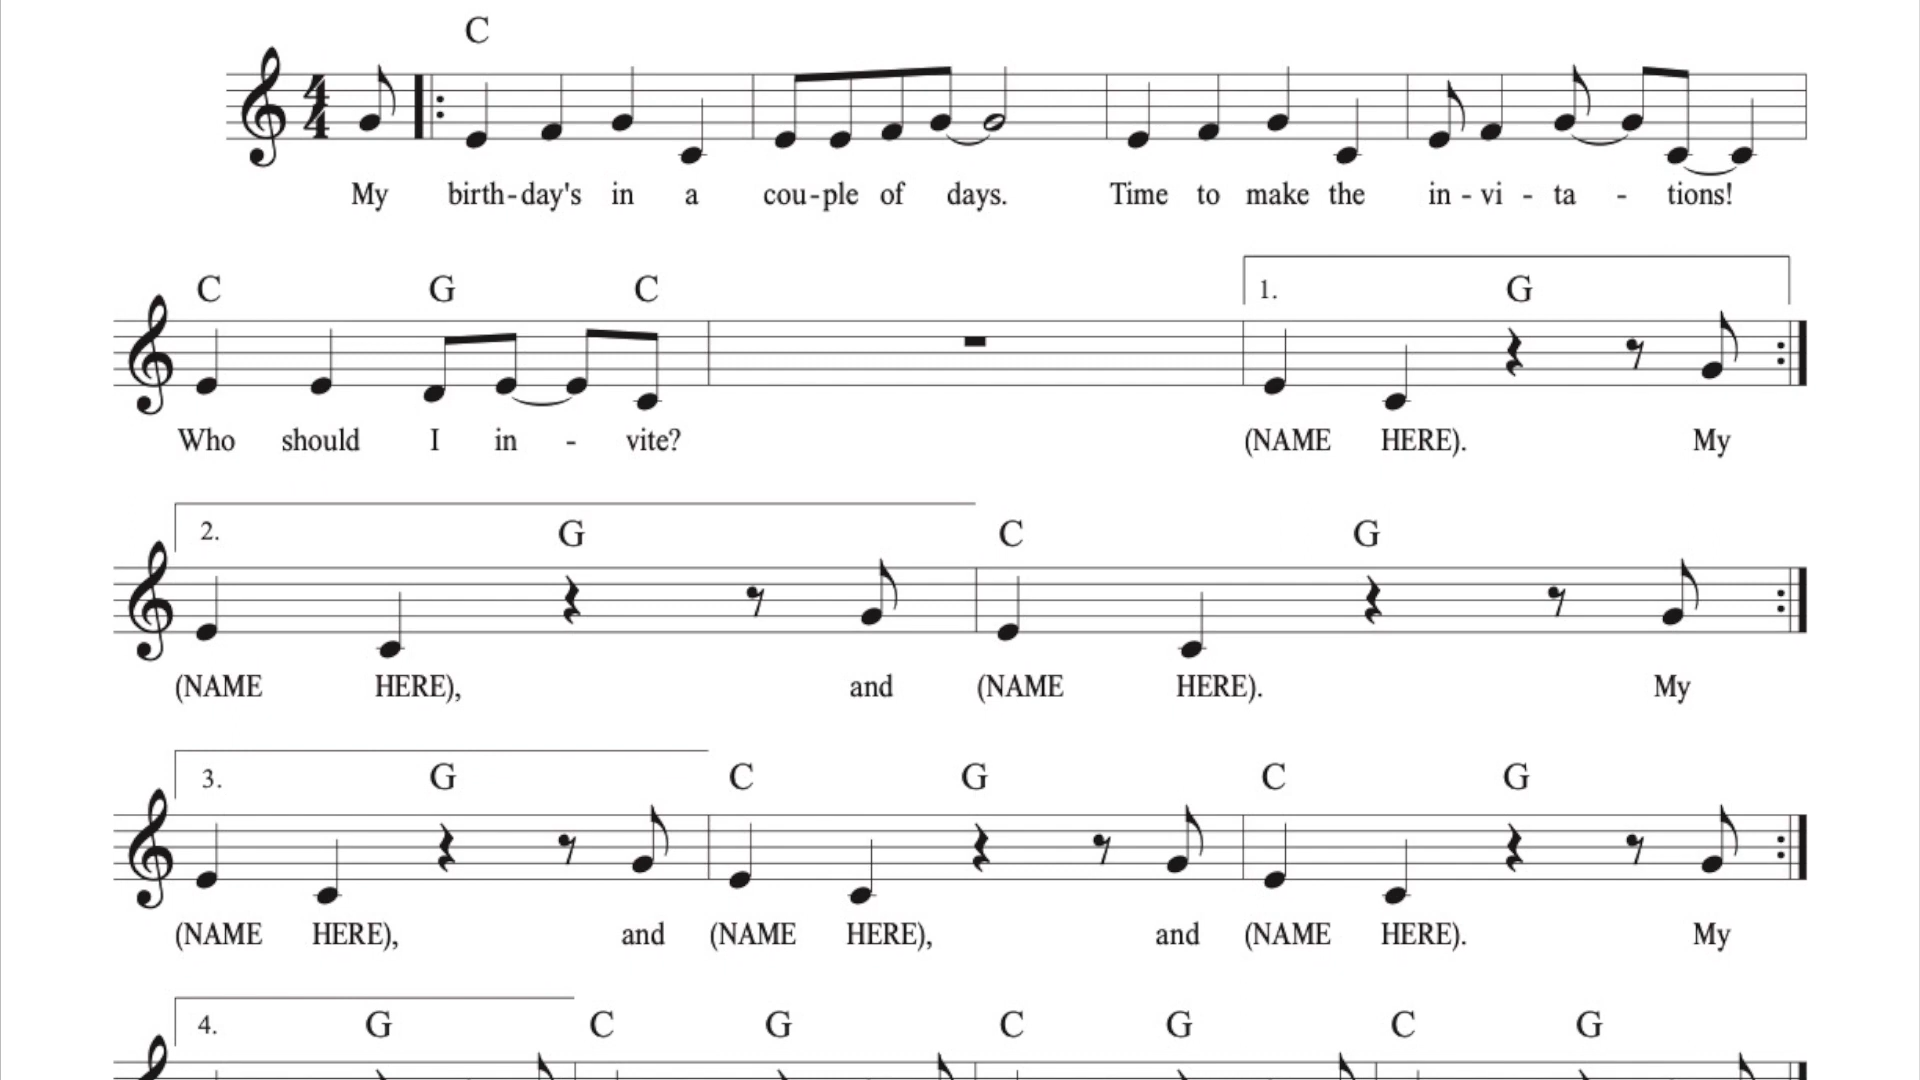 C
My birth-day's in a cou-ple of days. Time to make the in-vi-ta-tions!
C G C 1. G
Who should I in-vite? (NAME HERE). My
2. G C G
(NAME HERE), and (NAME HERE). My
3. G C G C G
(NAME HERE), and (NAME HERE), and (NAME HERE). My
4. G C G C G C G